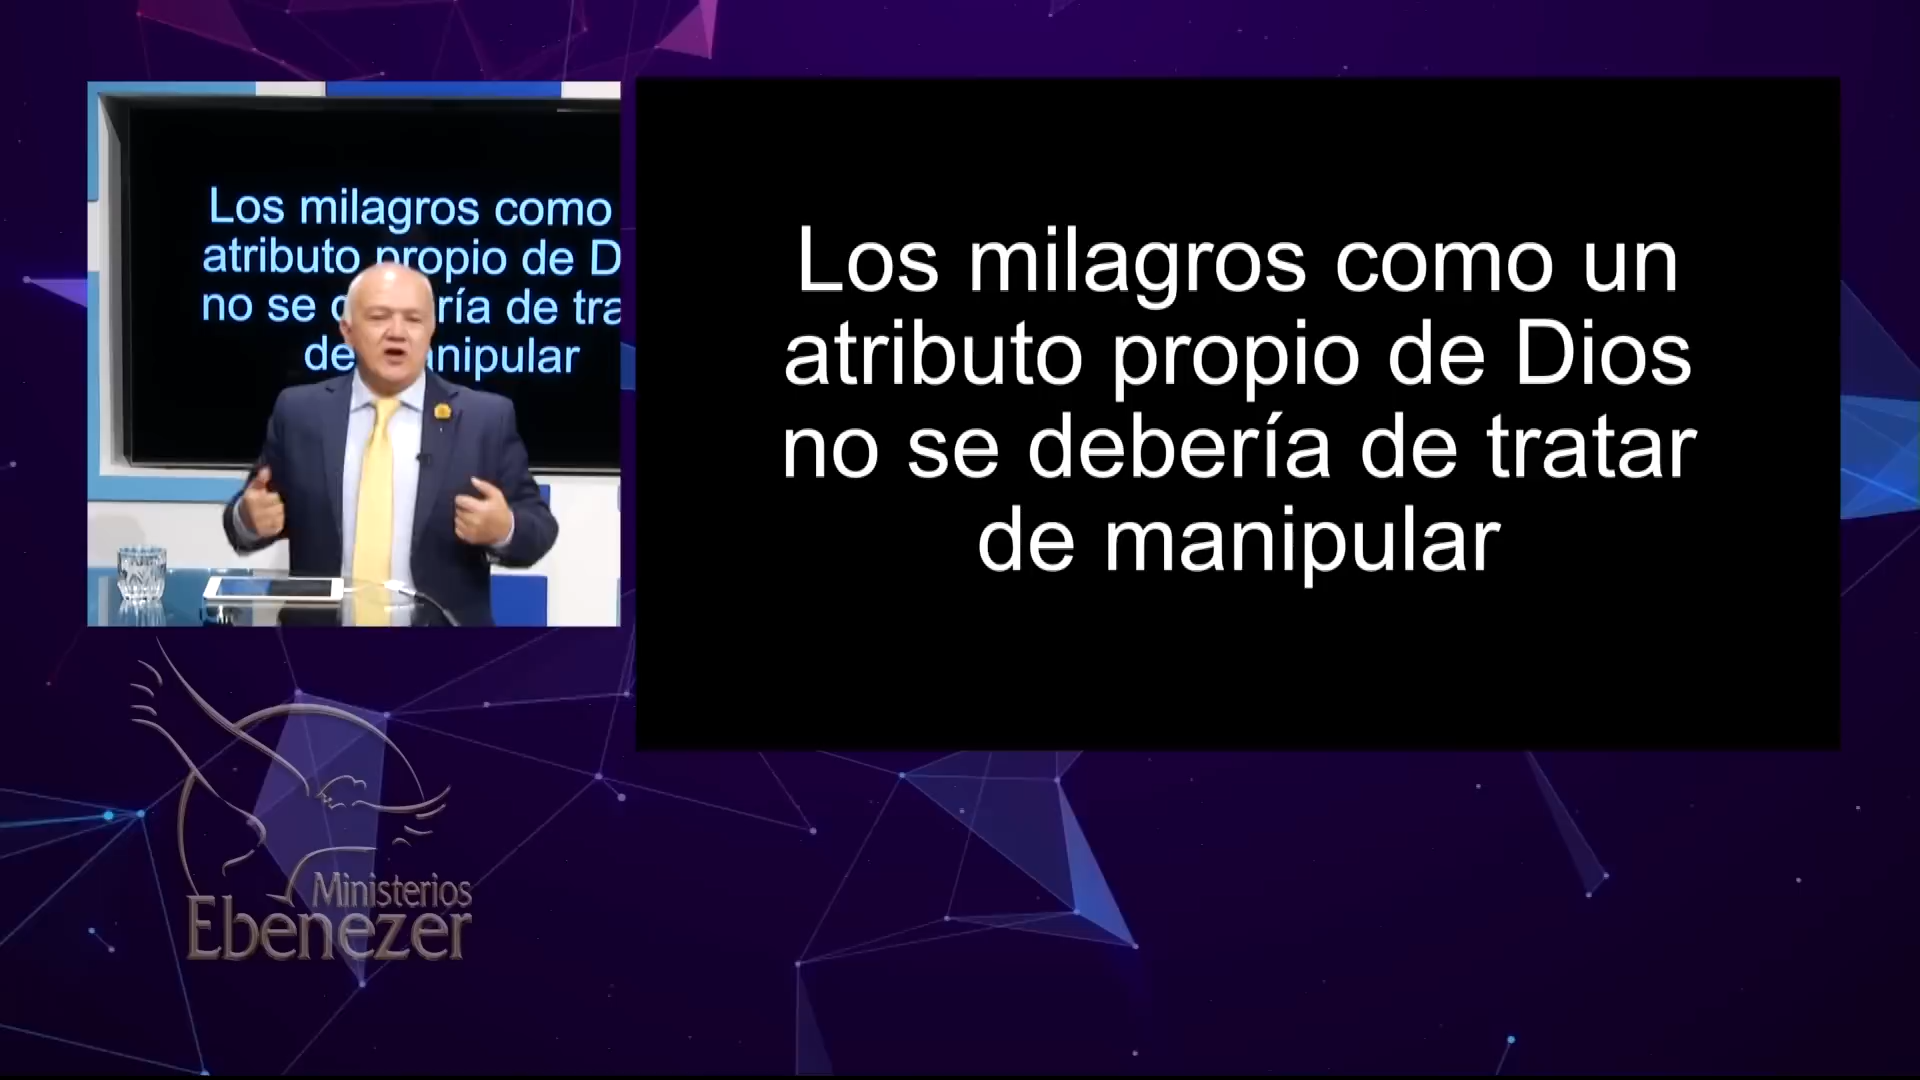 Los milagros como
atributo propio de D
no se d ría de tra
de anipular
Los milagros como un
atributo propio de Dios
no se debería de tratar
de manipular
Ministerios
Ebenezer